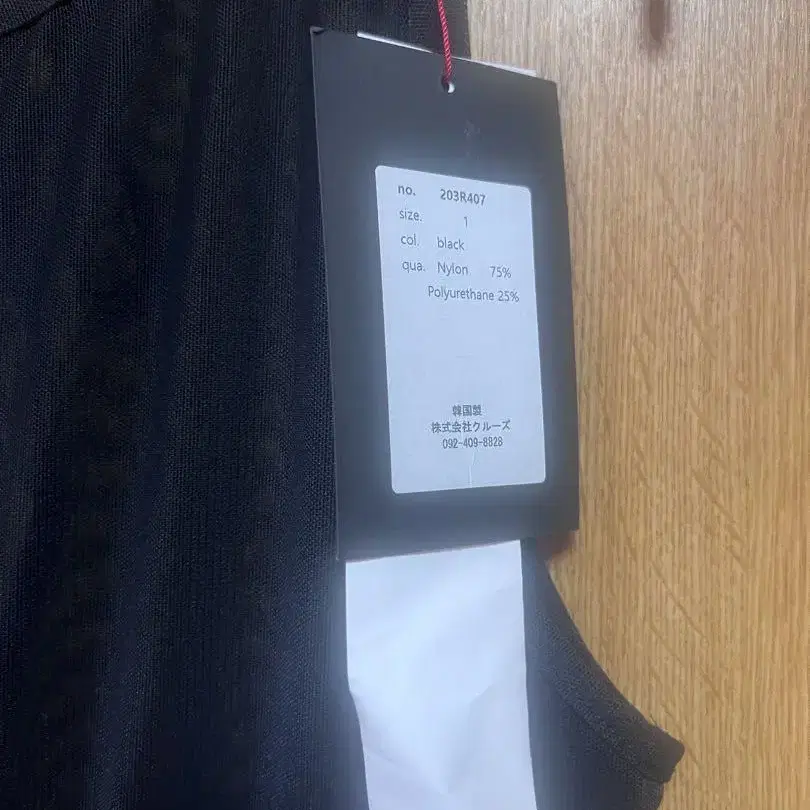 no. 203R407
size. 1
col. black
qua. Nylon 75%
Polyurethane 25%
韓国製
株式会社クルーズ
092-409-8828